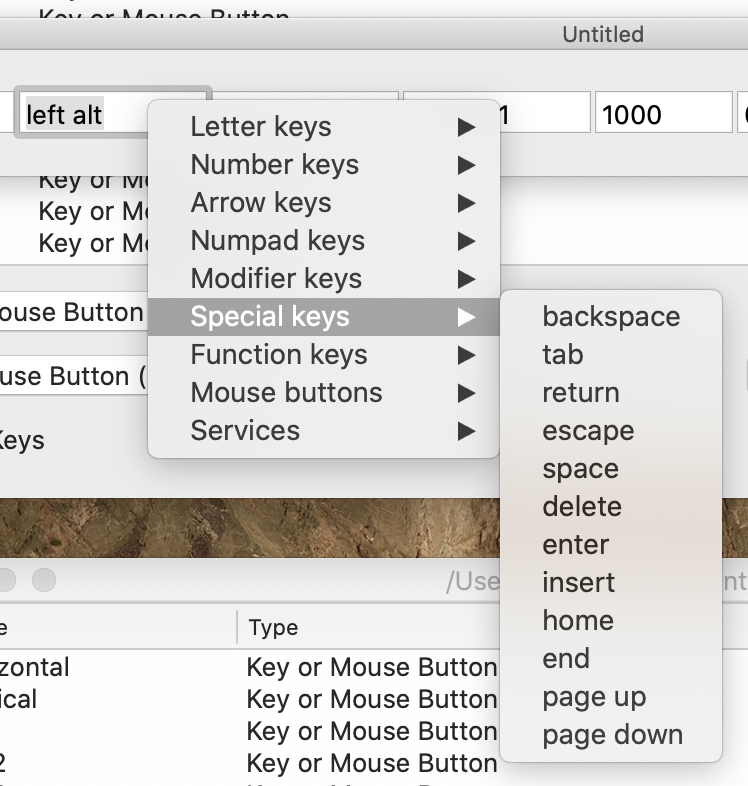 Key or Mouse Button
Untitled
left alt
1
1000
Letter keys
Number keys
Arrow keys
Numpad keys
Modifier keys
Special keys
Function keys
Mouse buttons
Services
Key or Mo
Key or Mo
Key or Mo
ouse Button
use Button (
Keys
backspace
tab
return
escape
space
delete
enter
insert
home
end
page up
page down
/Use
nt
e
Type
zontal
Key or Mouse Button
ical
Key or Mouse Button
Key or Mouse Button
2
Key or Mouse Button